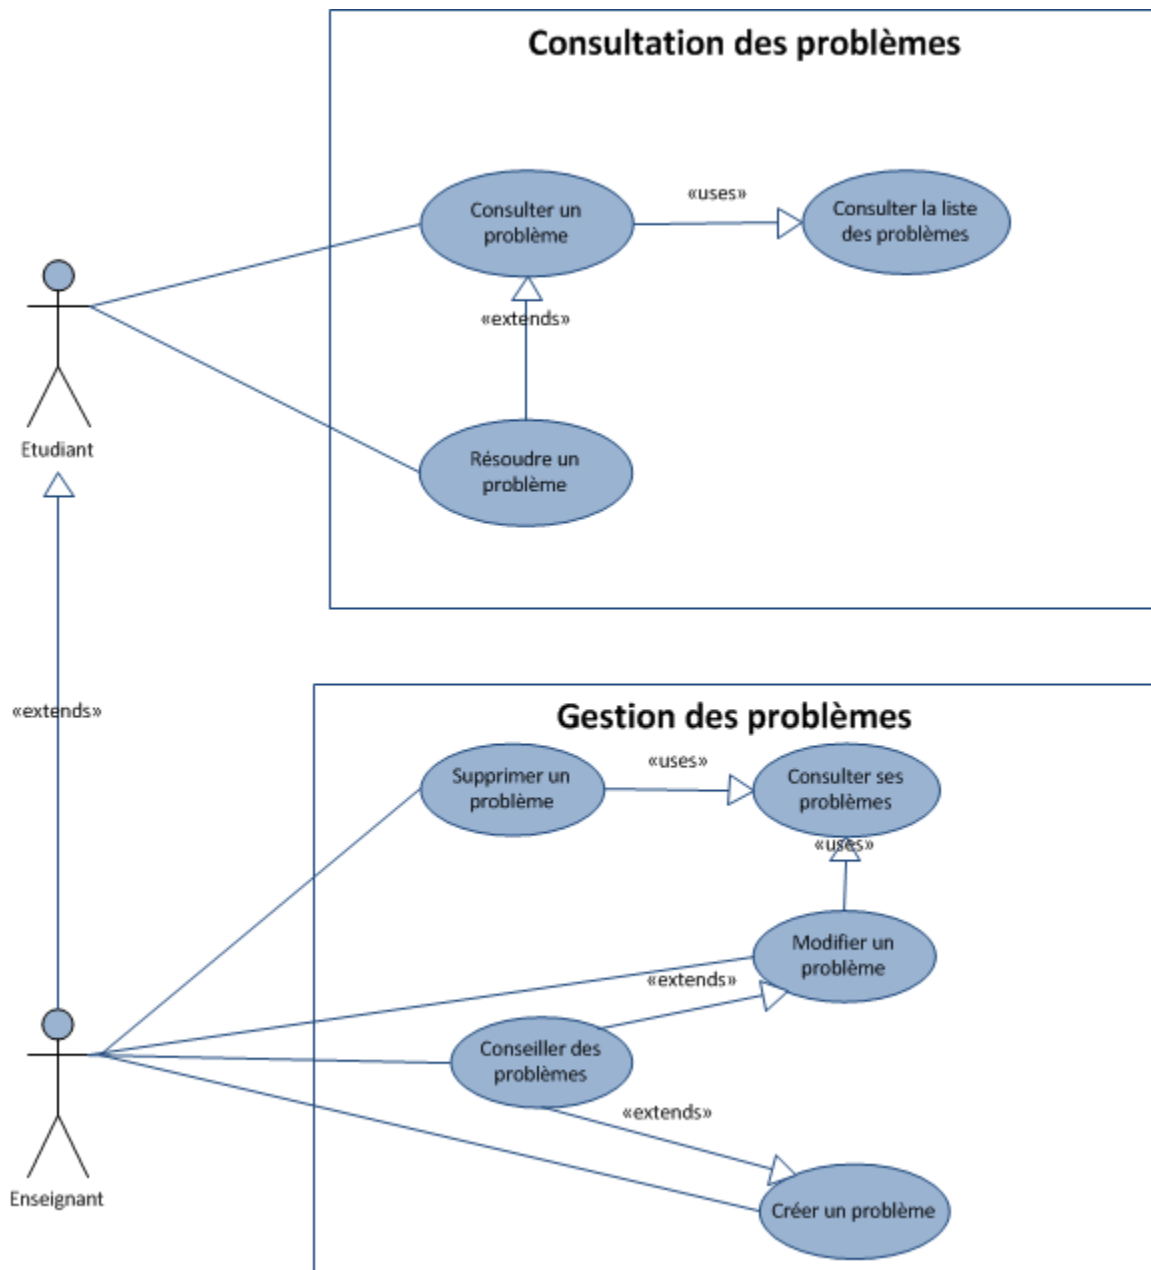 Consultation des problèmes
Consulter un
problème
«uses»
Consulter la liste
des problèmes
«extends»
Résoudre un
problème
Etudiant
«extends»
Gestion des problèmes
Supprimer un
problème
«uses»
Consulter ses
problèmes
«uses»
Modifier un
problème
«extends»
Conseiller des
problèmes
«extends»
Créer un problème
Enseignant